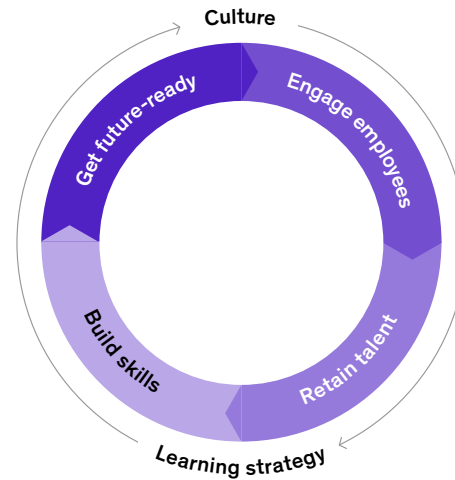 Culture
Engage employees
Retain talent
Learning strategy
Build skills
Get future-ready